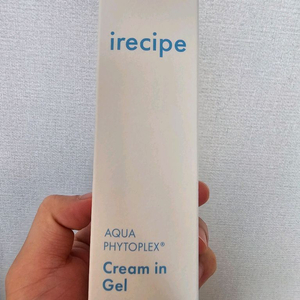 irecipe
AQUA
PHYTOPLEX®
Cream in
Gel